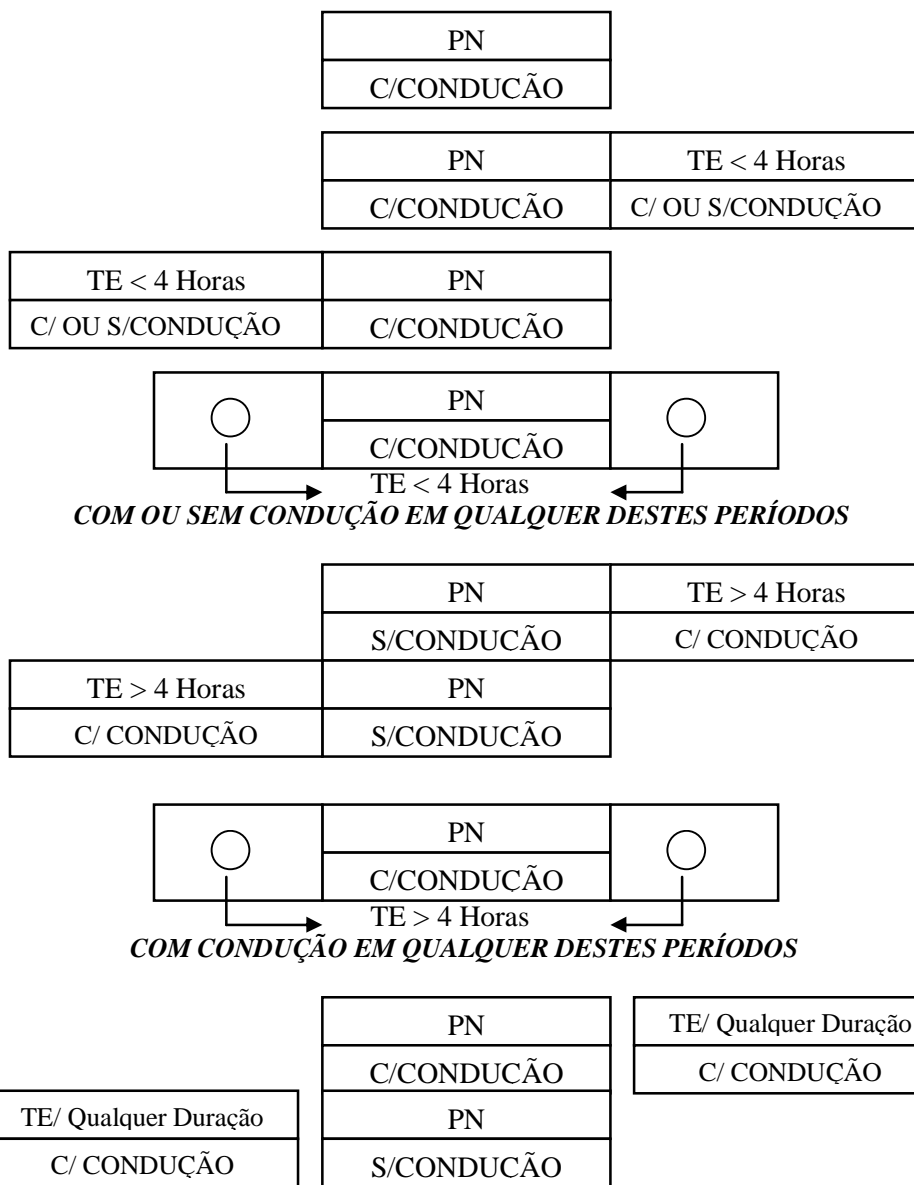 PN
C/CONDUCÃO
PN TE < 4 Horas
C/CONDUCÃO C/ OU S/CONDUÇÃO
TE < 4 Horas PN
C/ OU S/CONDUÇÃO C/CONDUCÃO
PN
C/CONDUCÃO
TE < 4 Horas
COM OU SEM CONDUÇÃO EM QUALQUER DESTES PERÍODOS
PN TE > 4 Horas
S/CONDUCÃO C/ CONDUÇÃO
TE > 4 Horas PN
C/ CONDUÇÃO S/CONDUCÃO
PN
C/CONDUCÃO
TE > 4 Horas
COM CONDUÇÃO EM QUALQUER DESTES PERÍODOS
PN TE/ Qualquer Duração
C/CONDUCÃO C/ CONDUÇÃO
TE/ Qualquer Duração PN
C/ CONDUÇÃO S/CONDUCÃO